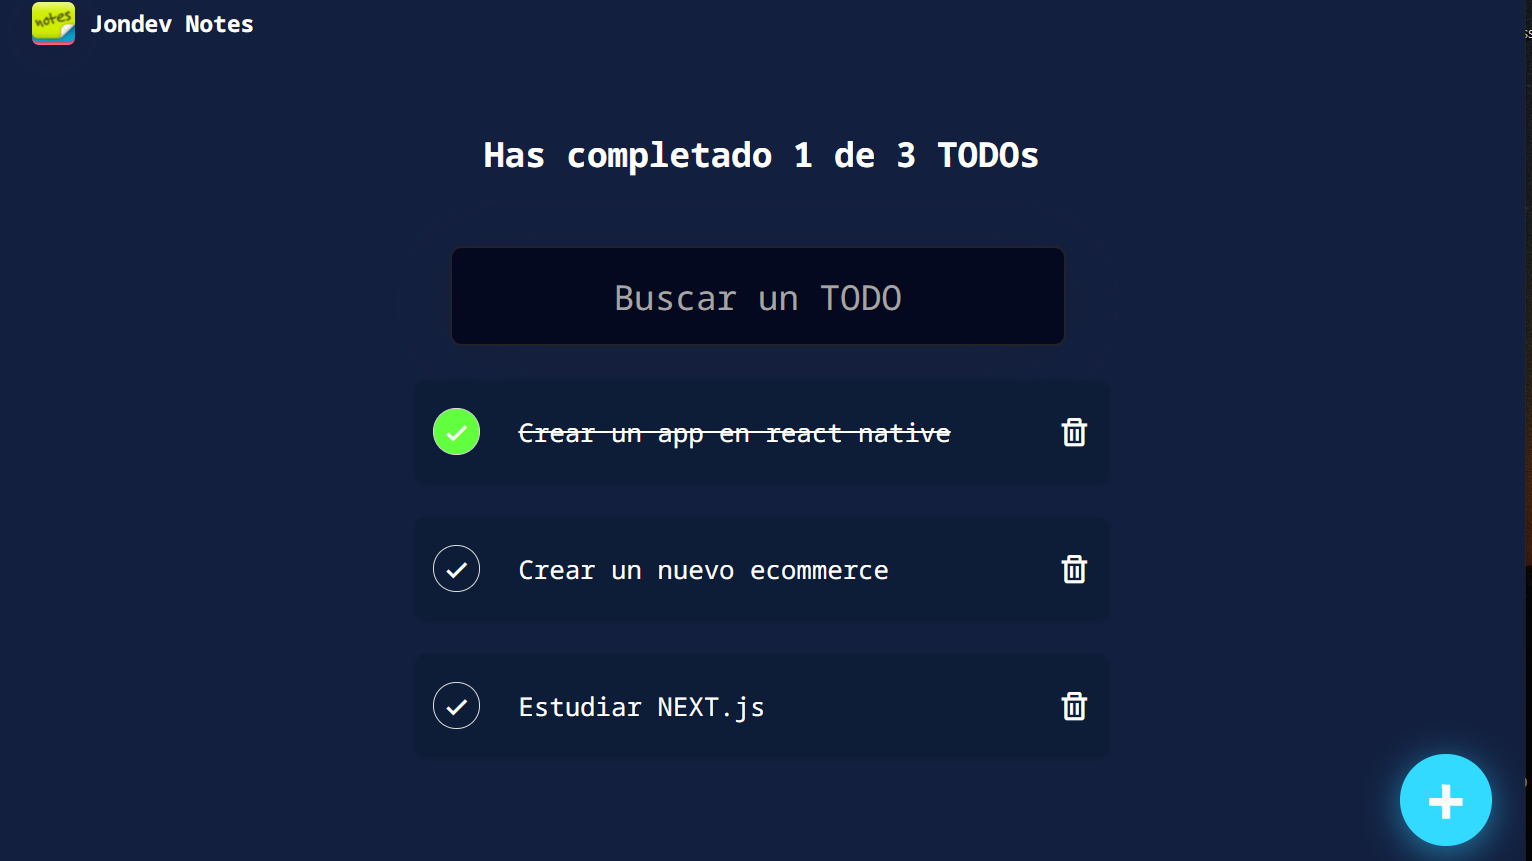 notes
Jondev Notes
Has completado 1 de 3 TODOs
Buscar un TODO
Crear un app en react native
Crear un nuevo ecommerce
Estudiar NEXT.js